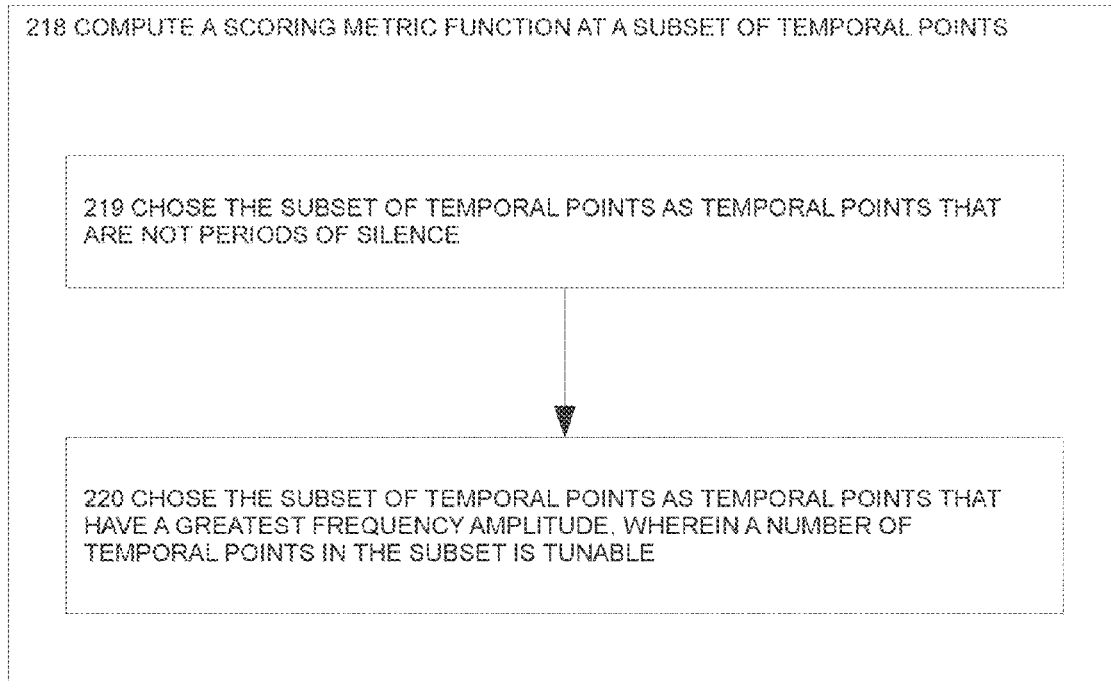 218 COMPUTE A SCORING METRIC FUNCTION AT A SUBSET OF TEMPORAL POINTS
219 CHOSE THE SUBSET OF TEMPORAL POINTS AS TEMPORAL POINTS THAT
ARE NOT PERIODS OF SILENCE
220 CHOSE THE SUBSET OF TEMPORAL POINTS AS TEMPORAL POINTS THAT
HAVE A GREATEST FREQUENCY AMPLITUDE, WHEREIN A NUMBER OF
TEMPORAL POINTS IN THE SUBSET IS TUNABLE